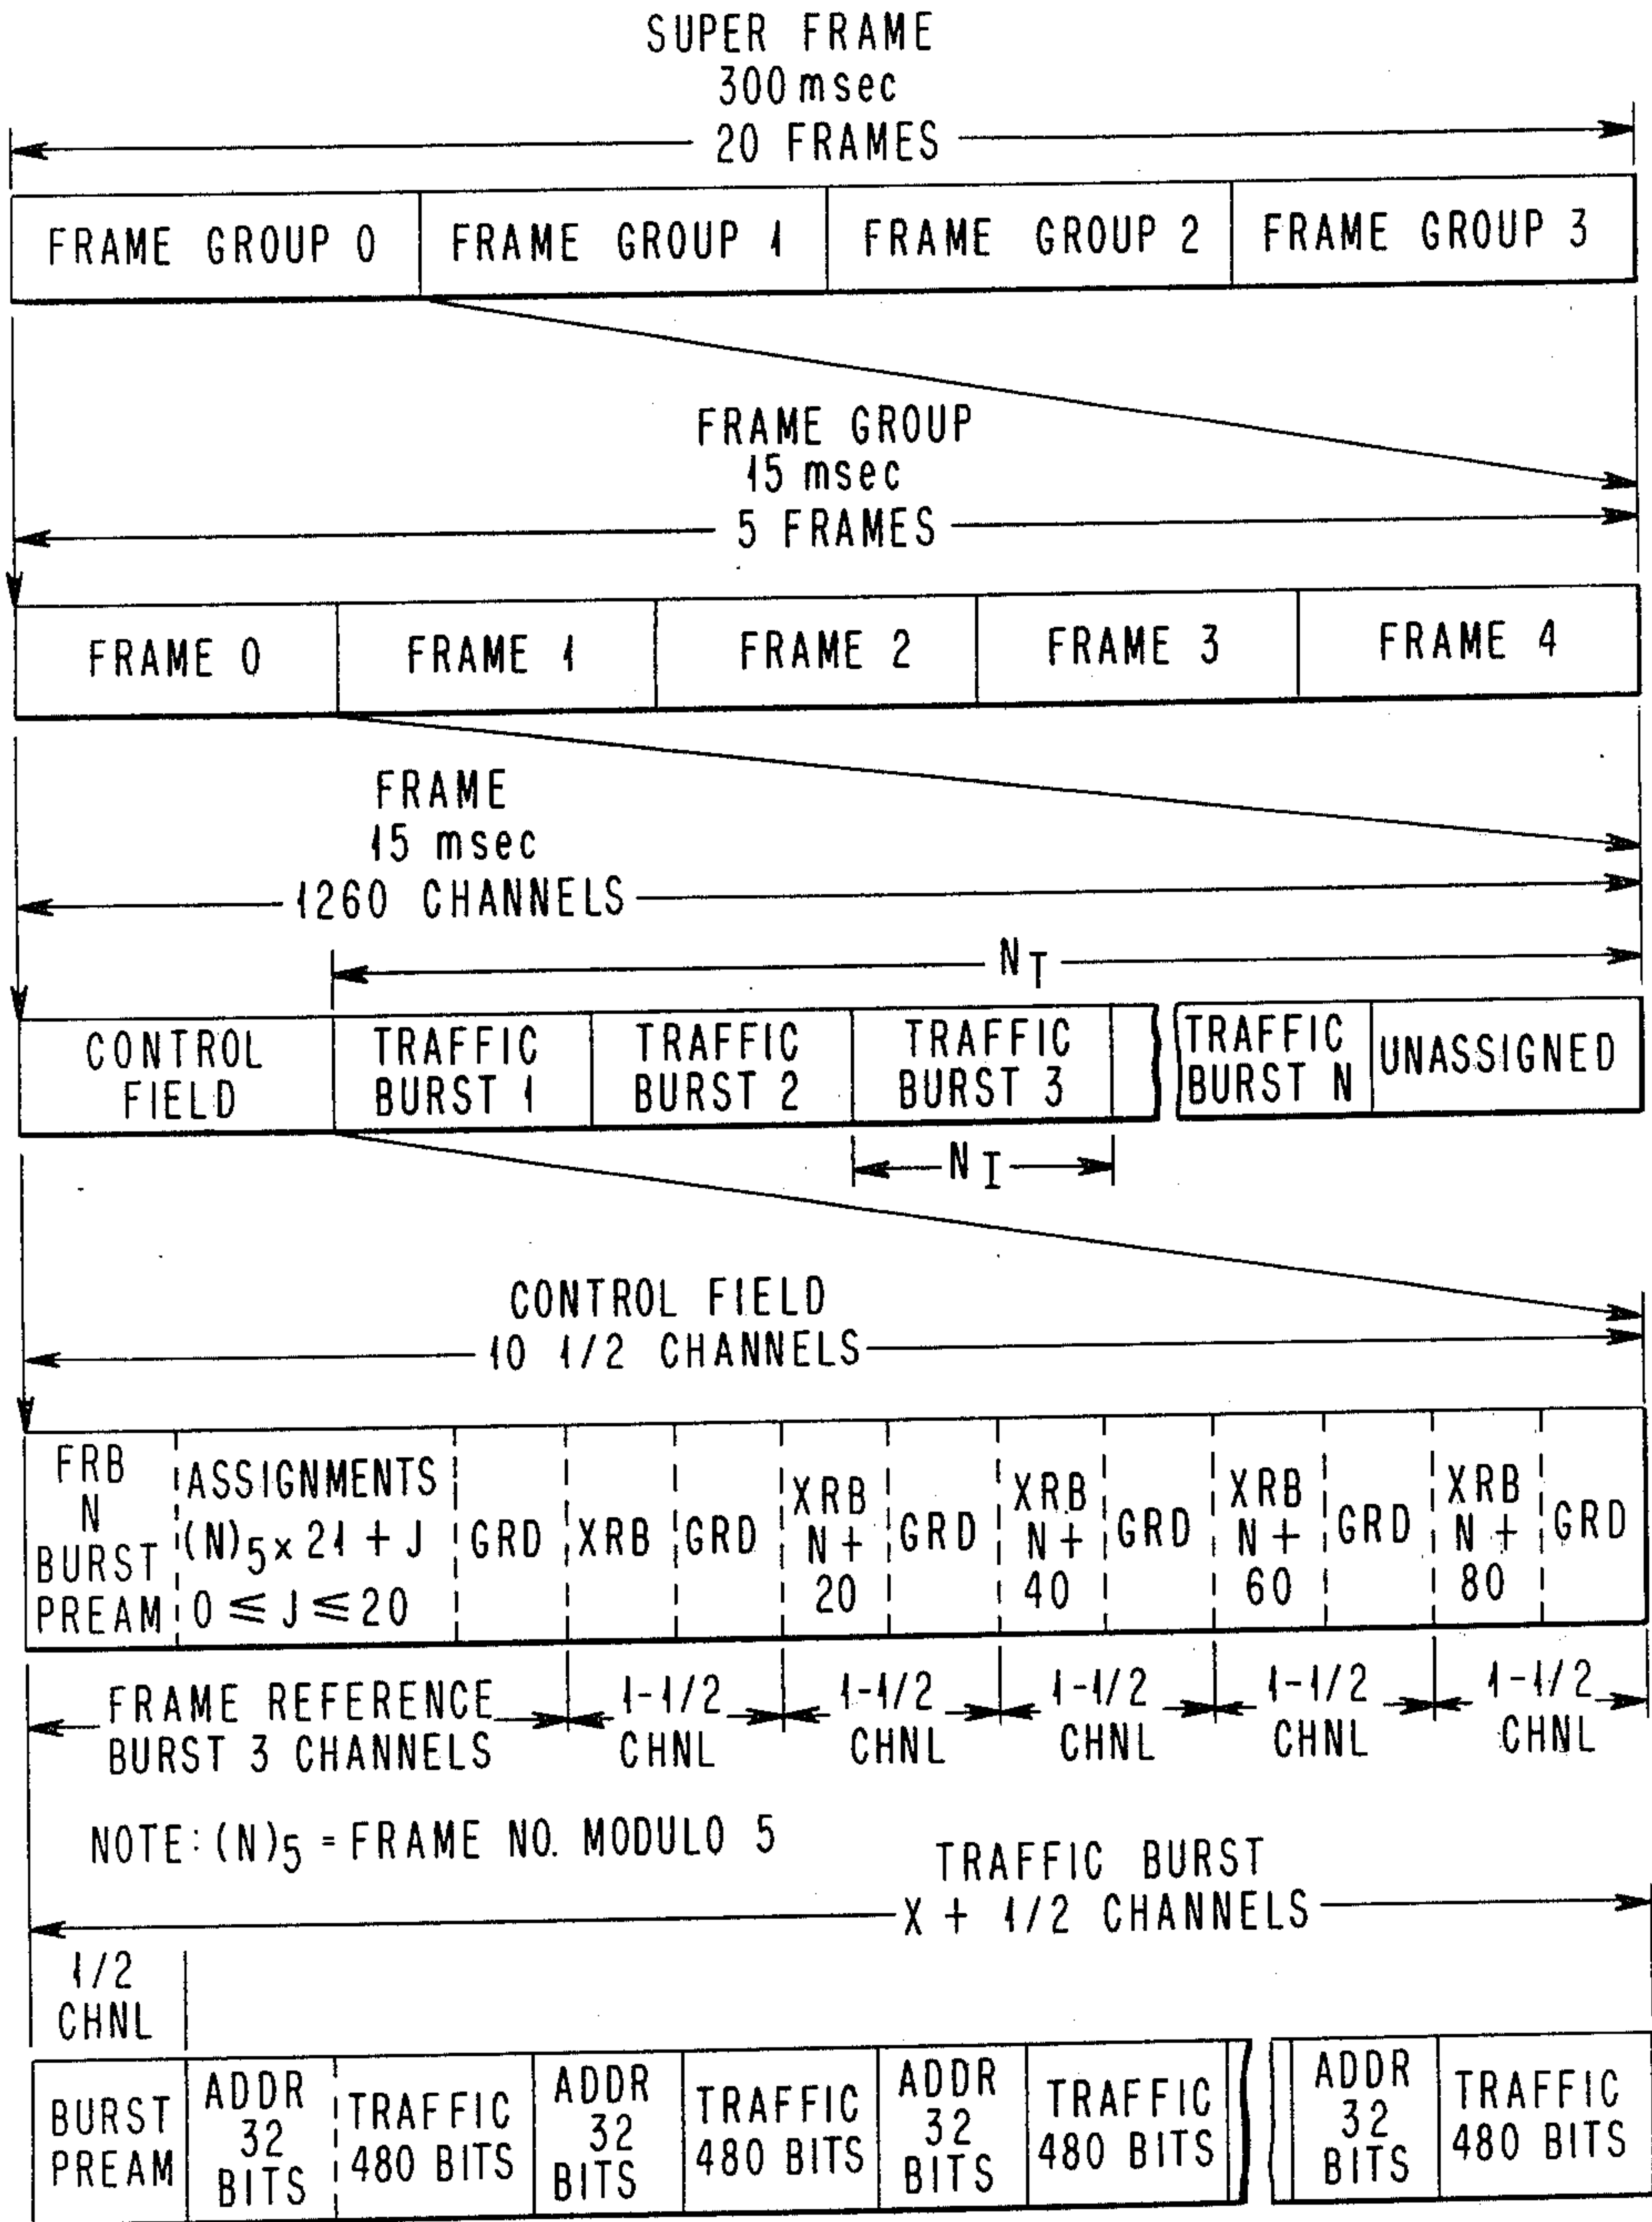 SUPER FRAME
300 msec
20 FRAMES
FRAME GROUP 0
FRAME GROUP 1
FRAME GROUP 2
FRAME GROUP 3
FRAME GROUP
15 msec
5 FRAMES
FRAME 0
FRAME 1
FRAME 2
FRAME 3
FRAME 4
FRAME
15 msec
1260 CHANNELS
NT
CONTROL
FIELD
TRAFFIC
BURST 1
TRAFFIC
BURST 2
TRAFFIC
BURST 3
TRAFFIC
BURST N
UNASSIGNED
NI
CONTROL FIELD
10 1/2 CHANNELS
FRB
N
BURST
PREAM
ASSIGNMENTS
(N)5 x 21 + J
0 ≤ J ≤ 20
GRD
XRB
GRD
XRB
N +
20
GRD
XRB
N +
40
GRD
XRB
N +
60
GRD
XRB
N +
80
GRD
FRAME REFERENCE
BURST 3 CHANNELS
1-1/2
CHNL
1-1/2
CHNL
1-1/2
CHNL
1-1/2
CHNL
1-1/2
CHNL
NOTE: (N)5 = FRAME NO. MODULO 5
TRAFFIC BURST
X + 1/2 CHANNELS
1/2
CHNL
BURST
PREAM
ADDR
32
BITS
TRAFFIC
480 BITS
ADDR
32
BITS
TRAFFIC
480 BITS
ADDR
32
BITS
TRAFFIC
480 BITS
ADDR
32
BITS
TRAFFIC
480 BITS